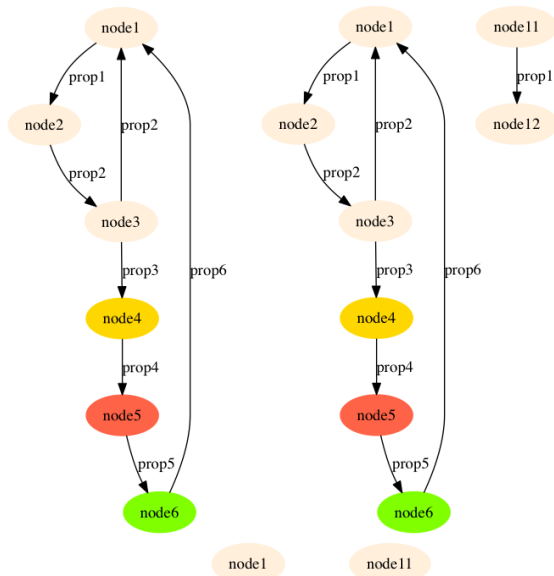 node1
prop1
node2
prop2
prop2
node3
prop3
prop6
node4
prop4
node5
prop5
node6
node1
prop1
node2
prop2
prop2
node3
prop3
prop6
node4
prop4
node5
prop5
node6
node11
prop1
node12
node1
node11